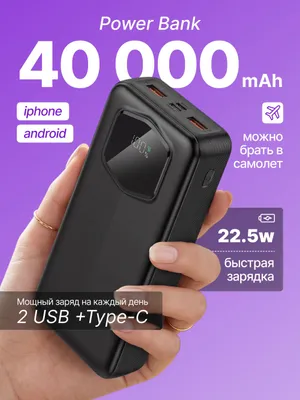 Power Bank
40 000 mAh
iphone
android
можно
брать в
самолет
100%
22.5w
быстрая
зарядка
Мощный заряд на каждый день
2 USB +Type-C